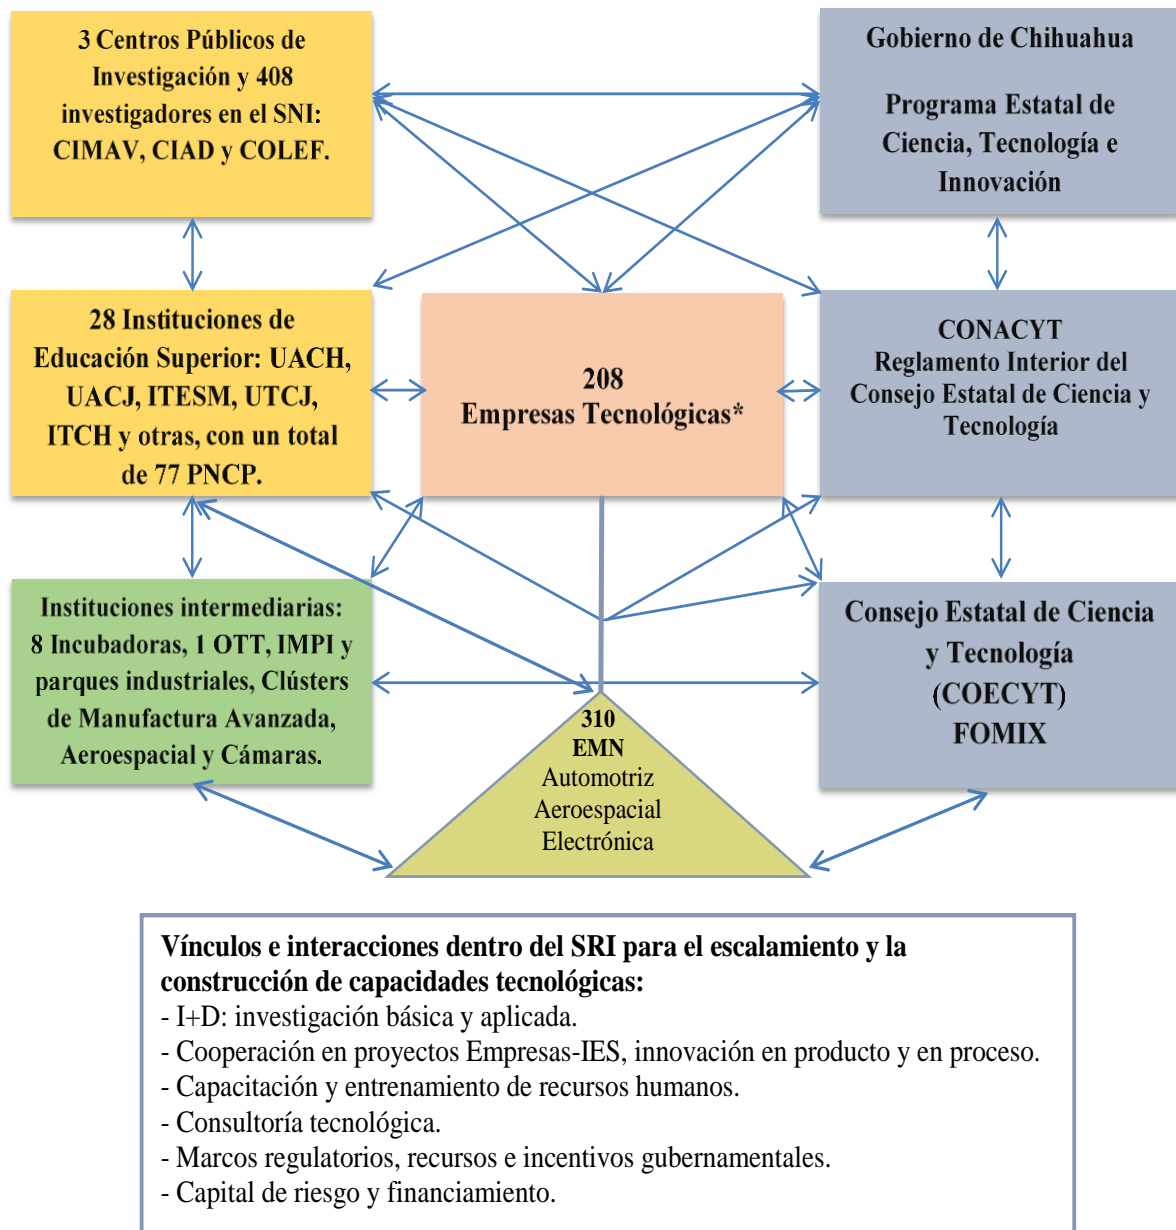 3 Centros Públicos de
Investigación y 408
investigadores en el SNI:
CIMAV, CIAD y COLEF.
Gobierno de Chihuahua
Programa Estatal de
Ciencia, Tecnología e
Innovación
28 Instituciones de
Educación Superior: UACH,
UACJ, ITESM, UTCJ,
ITCH y otras, con un total
de 77 PNCP.
208
Empresas Tecnológicas*
CONACYT
Reglamento Interior del
Consejo Estatal de Ciencia y
Tecnología
Instituciones intermediarias:
8 Incubadoras, 1 OTT, IMPI y
parques industriales, Clústers
de Manufactura Avanzada,
Aeroespacial y Cámaras.
310
EMN
Automotriz
Aeroespacial
Electrónica
Consejo Estatal de Ciencia
y Tecnología
(COECYT)
FOMIX
Vínculos e interacciones dentro del SRI para el escalamiento y la
construcción de capacidades tecnológicas:
- I+D: investigación básica y aplicada.
- Cooperación en proyectos Empresas-IES, innovación en producto y en proceso.
- Capacitación y entrenamiento de recursos humanos.
- Consultoría tecnológica.
- Marcos regulatorios, recursos e incentivos gubernamentales.
- Capital de riesgo y financiamiento.